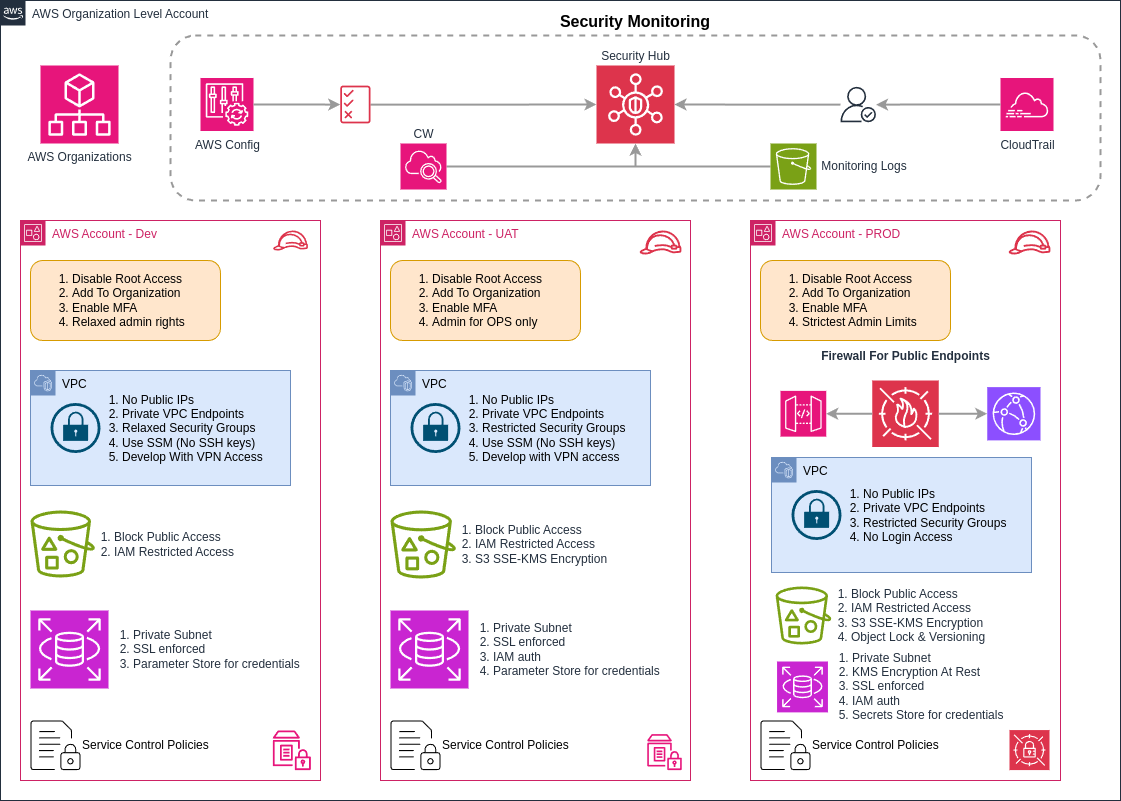 aws
AWS Organization Level Account
Security Monitoring
AWS Organizations
AWS Config
CW
Security Hub
Monitoring Logs
CloudTrail
AWS Account - Dev
1. Disable Root Access
2. Add To Organization
3. Enable MFA
4. Relaxed admin rights
VPC
1. No Public IPs
2. Private VPC Endpoints
3. Relaxed Security Groups
4. Use SSM (No SSH keys)
5. Develop With VPN Access
1. Block Public Access
2. IAM Restricted Access
1. Private Subnet
2. SSL enforced
3. Parameter Store for credentials
Service Control Policies
AWS Account - UAT
1. Disable Root Access
2. Add To Organization
3. Enable MFA
4. Admin for OPS only
VPC
1. No Public IPs
2. Private VPC Endpoints
3. Restricted Security Groups
4. Use SSM (No SSH keys)
5. Develop with VPN access
1. Block Public Access
2. IAM Restricted Access
3. S3 SSE-KMS Encryption
1. Private Subnet
2. SSL enforced
3. IAM auth
4. Parameter Store for credentials
Service Control Policies
AWS Account - PROD
1. Disable Root Access
2. Add To Organization
3. Enable MFA
4. Strictest Admin Limits
Firewall For Public Endpoints
VPC
1. No Public IPs
2. Private VPC Endpoints
3. Restricted Security Groups
4. No Login Access
1. Block Public Access
2. IAM Restricted Access
3. S3 SSE-KMS Encryption
4. Object Lock & Versioning
1. Private Subnet
2. KMS Encryption At Rest
3. SSL enforced
4. IAM auth
5. Secrets Store for credentials
Service Control Policies